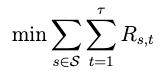 min ∑_{s∈𝒮} ∑_{t=1}^{τ} R_{s,t}